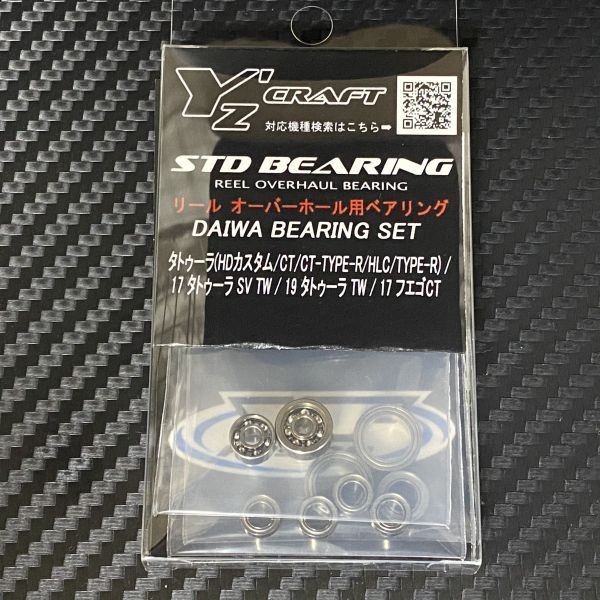 Yz'CRAFT
対応機種検索はこちら➡
STD BEARING
REEL OVERHAUL BEARING
リール オーバーホール用ベアリング
DAIWA BEARING SET
タトゥーラ(HDカスタム/CT/CT-TYPE-R/HLC/TYPE-R) /
17 タトゥーラ SV TW / 19 タトゥーラ TW / 17 フエゴCT